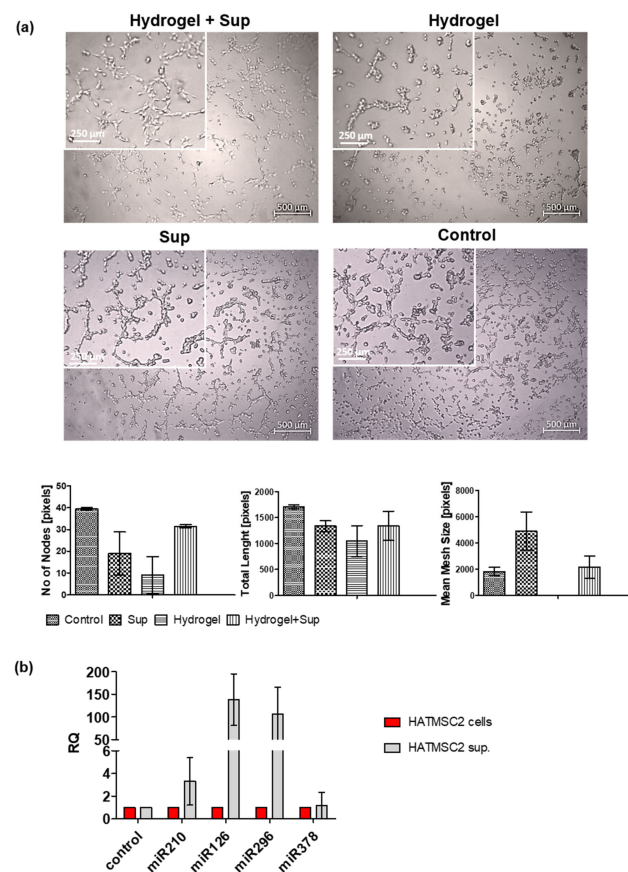 (a)
Hydrogel + Sup
Hydrogel
250 µm
500 µm
250 µm
500 µm
Sup
Control
250 µm
500 µm
250 µm
500 µm
No of Nodes [pixels]
50
40
30
20
10
0
Total Lenght [pixels]
2000
1500
1000
500
0
Mean Mesh Size [pixels]
8000
6000
4000
2000
0
Control Sup Hydrogel Hydrogel+Sup
(b)
RQ
200
150
100
50
6
4
2
0
control
miR210
miR126
miR296
miR378
HATMSC2 cells
HATMSC2 sup.